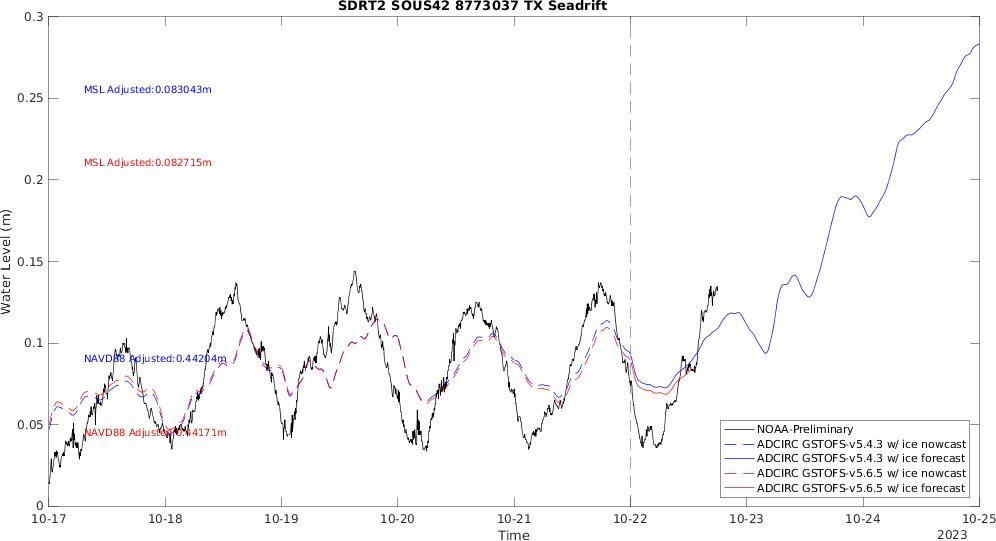 SDRT2 SOUS42 8773037 TX Seadrift
0.3
0.25
0.2
0.15
0.1
0.05
0
Water Level (m)
MSL Adjusted:0.083043m
MSL Adjusted:0.082715m
NAVD88 Adjusted:0.44204m
NAVD88 Adjusted:0.44171m
NOAA-Preliminary
ADCIRC GSTOFS-v5.4.3 w/ ice nowcast
ADCIRC GSTOFS-v5.4.3 w/ ice forecast
ADCIRC GSTOFS-v5.6.5 w/ ice nowcast
ADCIRC GSTOFS-v5.6.5 w/ ice forecast
10-17 10-18 10-19 10-20 10-21 10-22 10-23 10-24 10-25
Time
2023